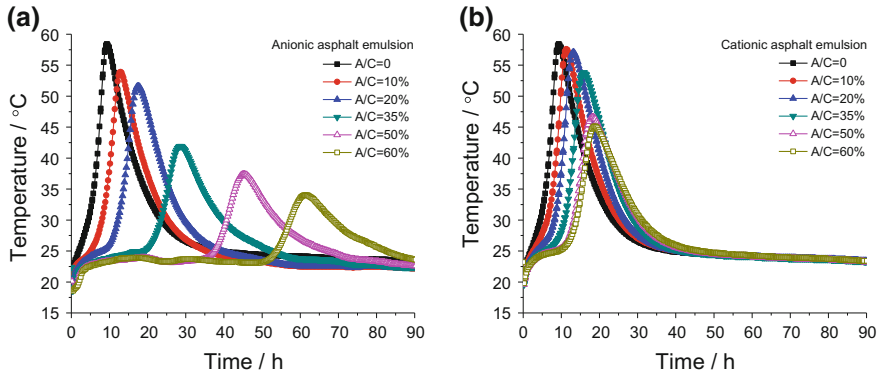 (a)
Temperature / °C
60
55
50
45
40
35
30
25
20
15
Anionic asphalt emulsion
A/C=0
A/C=10%
A/C=20%
A/C=35%
A/C=50%
A/C=60%
0 10 20 30 40 50 60 70 80 90
Time / h
(b)
Temperature / °C
60
55
50
45
40
35
30
25
20
15
Cationic asphalt emulsion
A/C=0
A/C=10%
A/C=20%
A/C=35%
A/C=50%
A/C=60%
0 10 20 30 40 50 60 70 80 90
Time / h